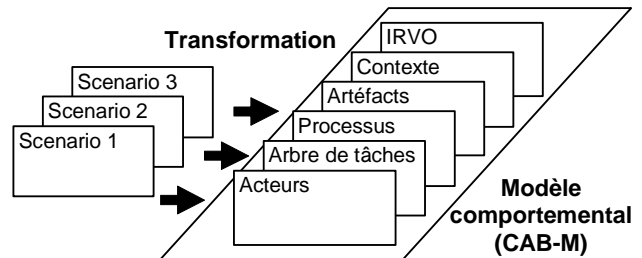 Transformation
Scenario 3
Scenario 2
Scenario 1
IRVO
Contexte
Artéfacts
Processus
Arbre de tâches
Acteurs
Modèle
comportemental
(CAB-M)